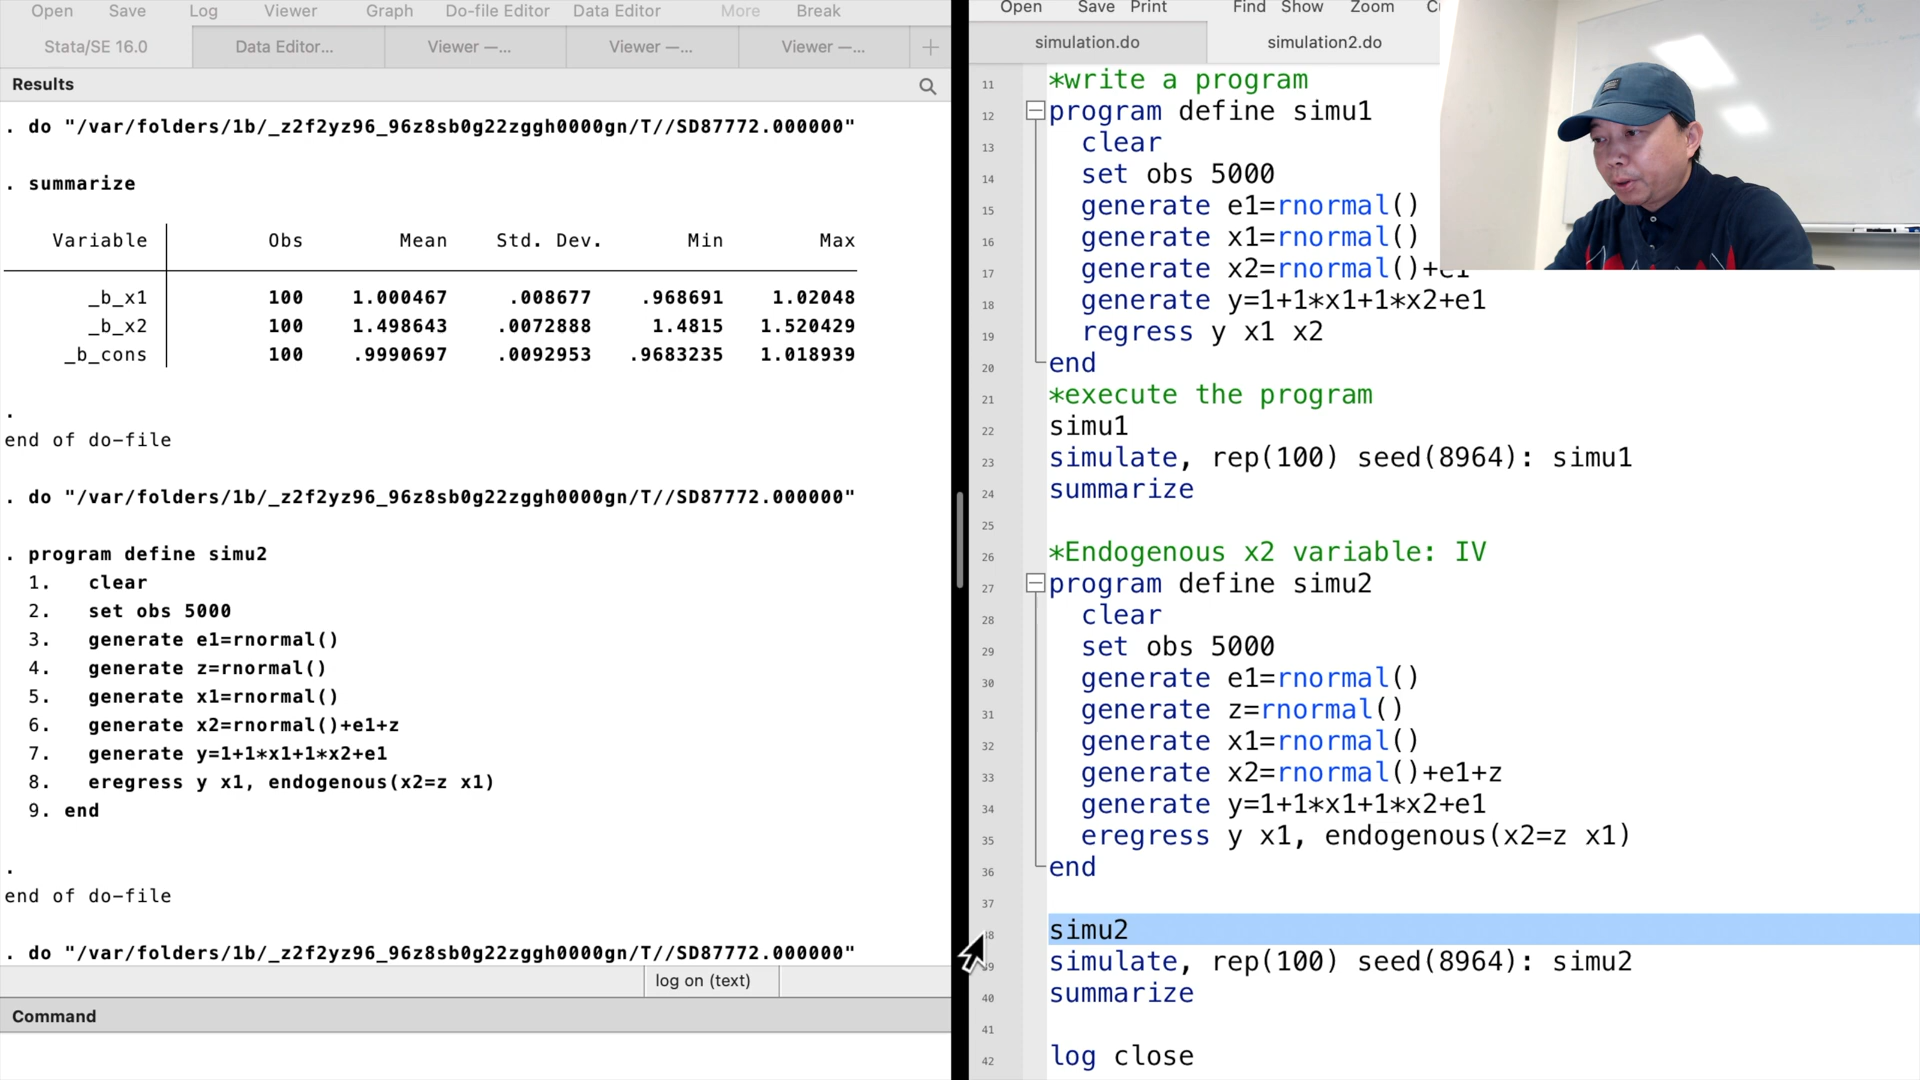 Open Save Log Viewer Graph Do-file Editor Data Editor More Break
Stata/SE 16.0 Data Editor... Viewer —... Viewer —... Viewer —...
Results
. do "/var/folders/1b/_z2f2yz96_96z8sb0g22zggh0000gn/T//SD87772.000000"
. summarize
Variable Obs Mean Std. Dev. Min Max
_b_x1 100 1.000467 .008677 .968691 1.02048
_b_x2 100 1.498643 .0072888 1.4815 1.520429
_b_cons 100 .9990697 .0092953 .9683235 1.018939
.
end of do-file
. do "/var/folders/1b/_z2f2yz96_96z8sb0g22zggh0000gn/T//SD87772.000000"
. program define simu2
1. clear
2. set obs 5000
3. generate e1=rnormal()
4. generate z=rnormal()
5. generate x1=rnormal()
6. generate x2=rnormal()+e1+z
7. generate y=1+1*x1+1*x2+e1
8. eregress y x1, endogenous(x2=z x1)
9. end
.
end of do-file
. do "/var/folders/1b/_z2f2yz96_96z8sb0g22zggh0000gn/T//SD87772.000000"
log on (text)
Command
Open Save Print Find Show Zoom
simulation.do simulation2.do
11 *write a program
12 program define simu1
13 clear
14 set obs 5000
15 generate e1=rnormal()
16 generate x1=rnormal()
17 generate x2=rnormal()+e1
18 generate y=1+1*x1+1*x2+e1
19 regress y x1 x2
20 end
21 *execute the program
22 simu1
23 simulate, rep(100) seed(8964): simu1
24 summarize
25
26 *Endogenous x2 variable: IV
27 program define simu2
28 clear
29 set obs 5000
30 generate e1=rnormal()
31 generate z=rnormal()
32 generate x1=rnormal()
33 generate x2=rnormal()+e1+z
34 generate y=1+1*x1+1*x2+e1
35 eregress y x1, endogenous(x2=z x1)
36 end
37
38 simu2
39 simulate, rep(100) seed(8964): simu2
40 summarize
41
42 log close